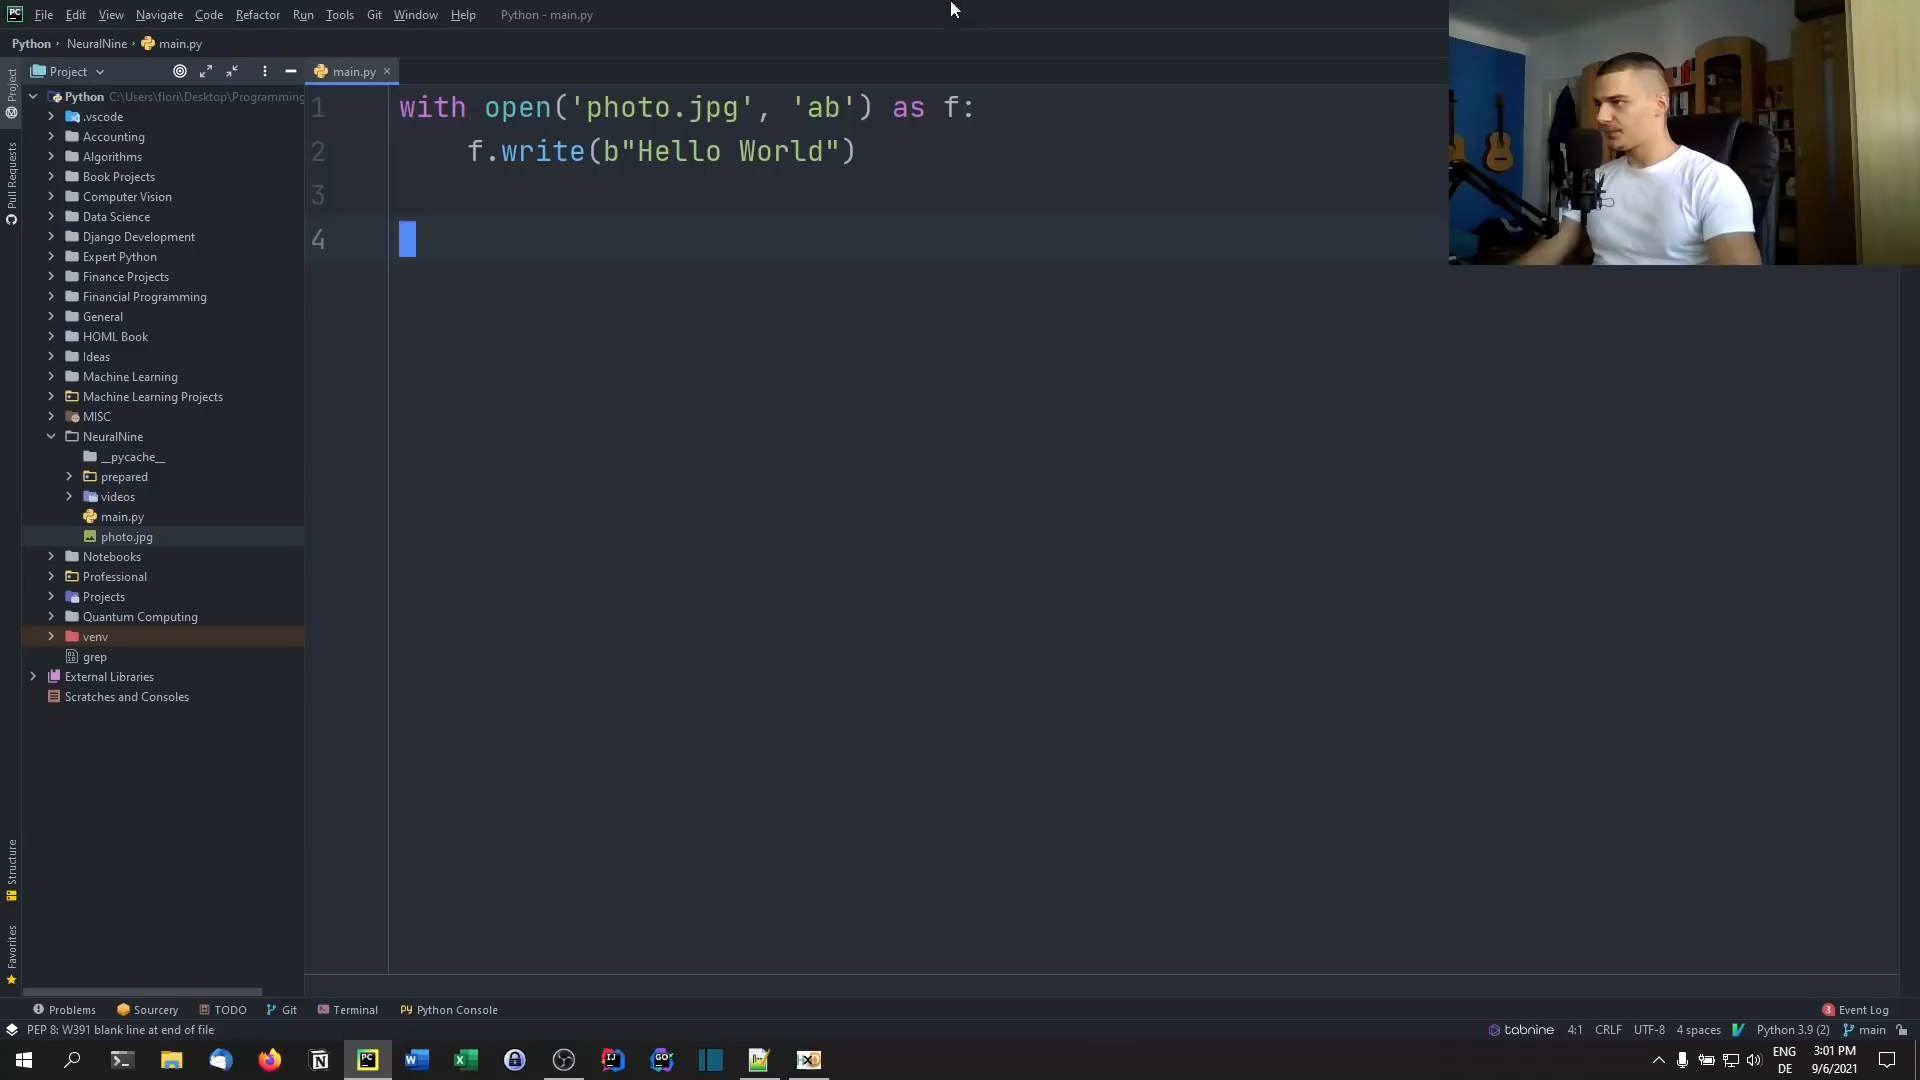 File Edit View Navigate Code Refactor Run Tools Git Window Help Python - main.py
Python NeuralNine main.py
Project
main.py
Python C:\Users\flori\Desktop\Programming
.vscode
Accounting
Algorithms
Book Projects
Computer Vision
Data Science
Django Development
Expert Python
Finance Projects
Financial Programming
General
HOML Book
Ideas
Machine Learning
Machine Learning Projects
MISC
NeuralNine
__pycache__
prepared
videos
main.py
photo.jpg
Notebooks
Professional
Projects
Quantum Computing
venv
grep
External Libraries
Scratches and Consoles
Project
Pull Requests
Structure
Favorites
1 with open('photo.jpg', 'ab') as f:
2     f.write(b"Hello World")
3
4
Problems Sourcery TODO Git Terminal Python Console 3 Event Log
PEP 8: W391 blank line at end of file tabnine 4:1 CRLF UTF-8 4 spaces Python 3.9 (2) main
ENG 3:01 PM
DE 9/6/2021